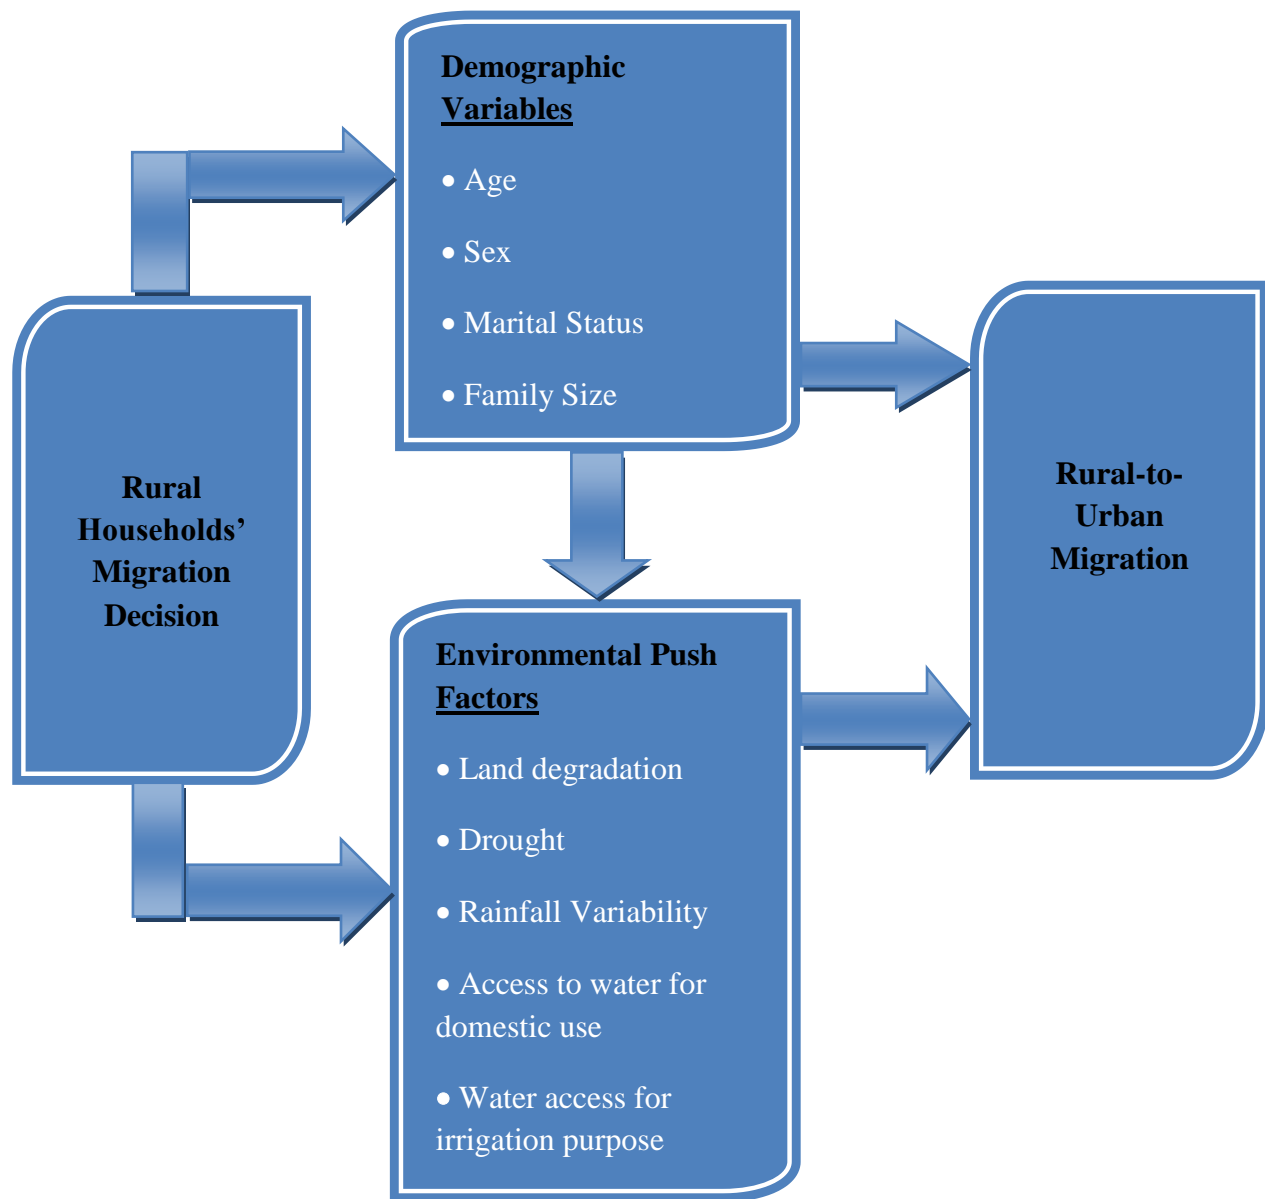 Demographic
Variables
• Age
• Sex
• Marital Status
• Family Size
Rural
Households’
Migration
Decision
Rural-to-
Urban
Migration
Environmental Push
Factors
• Land degradation
• Drought
• Rainfall Variability
• Access to water for
domestic use
• Water access for
irrigation purpose